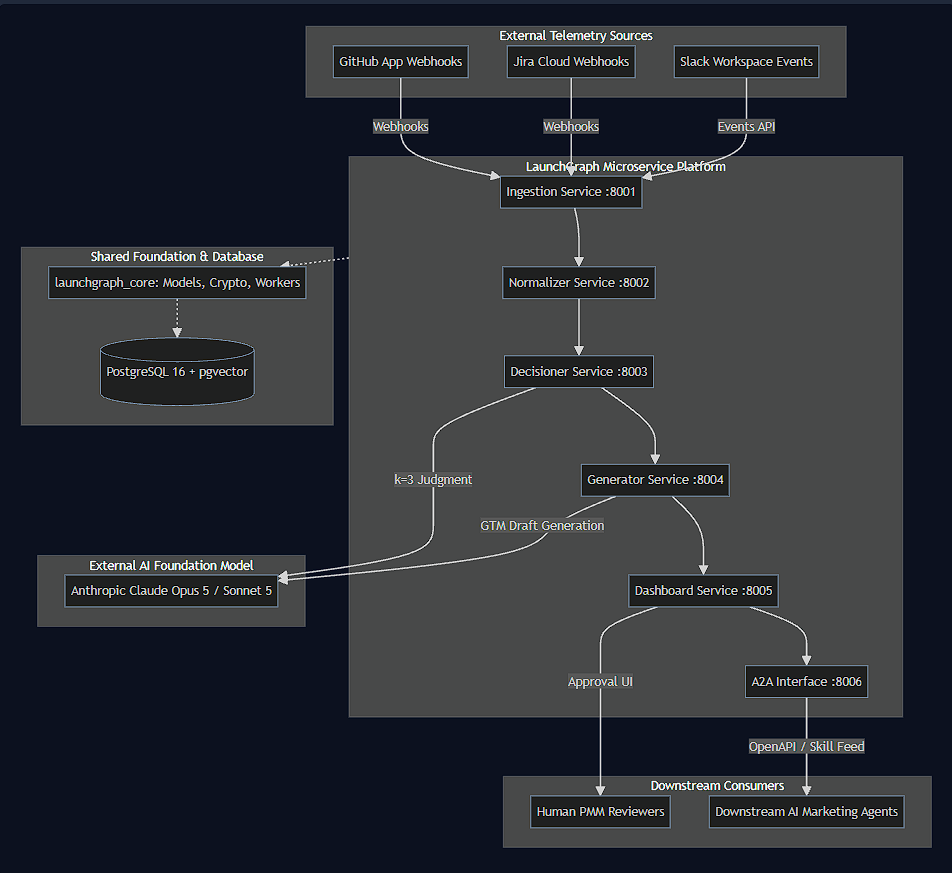 External Telemetry Sources
GitHub App Webhooks
Jira Cloud Webhooks
Slack Workspace Events
Webhooks
Webhooks
Events API
LaunchGraph Microservice Platform
Ingestion Service :8001
Shared Foundation & Database
launchgraph_core: Models, Crypto, Workers
Normalizer Service :8002
PostgreSQL 16 + pgvector
Decisioner Service :8003
k=3 Judgment
Generator Service :8004
GTM Draft Generation
External AI Foundation Model
Anthropic Claude Opus 5 / Sonnet 5
Dashboard Service :8005
Approval UI
A2A Interface :8006
OpenAPI / Skill Feed
Downstream Consumers
Human PMM Reviewers
Downstream AI Marketing Agents